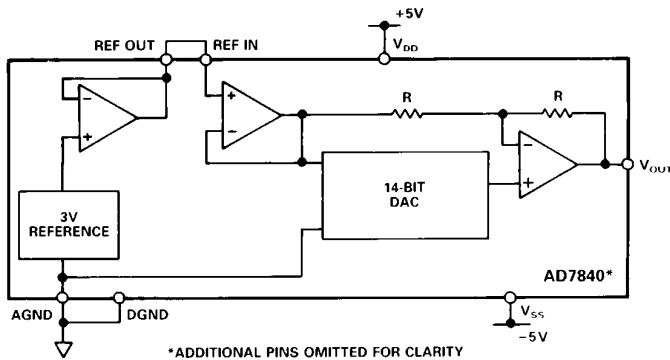 +5V
REF OUT REF IN
V_DD
R R
-
+
+
-
-
+
V_OUT
14-BIT
DAC
3V
REFERENCE
AD7840*
AGND DGND
V_SS
-5V
*ADDITIONAL PINS OMITTED FOR CLARITY